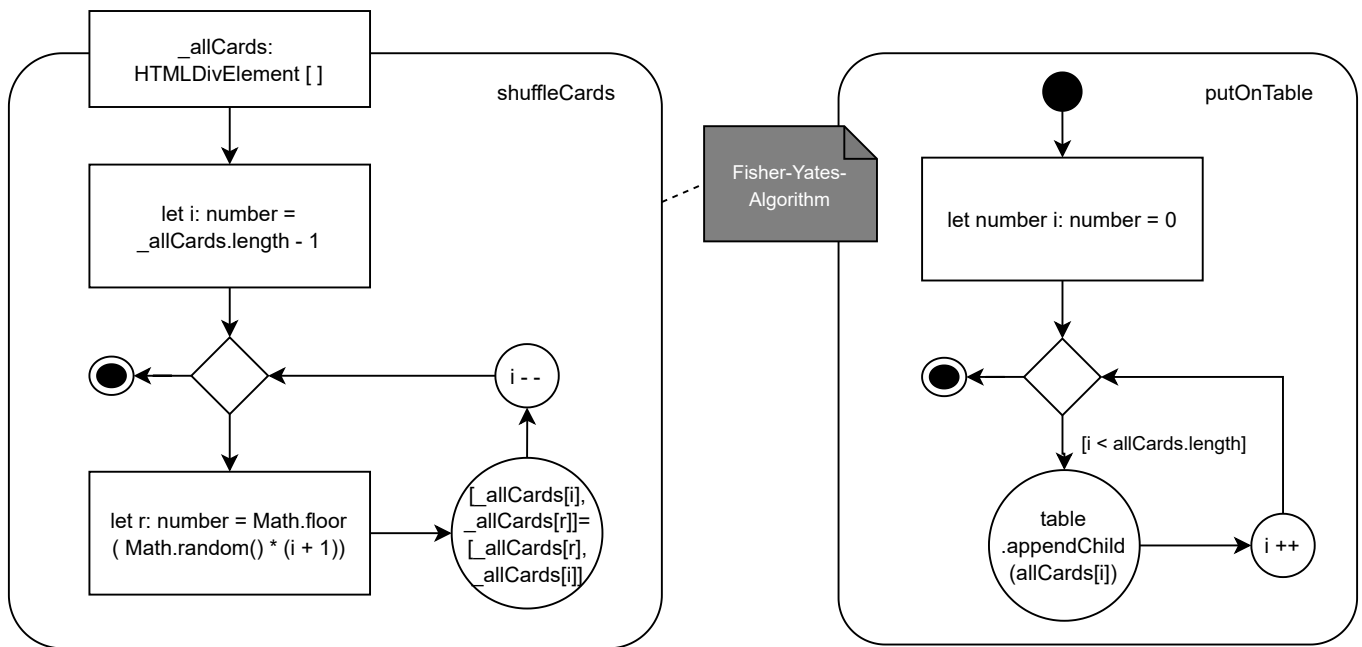 _allCards:
HTMLDivElement [ ]
shuffleCards
let i: number =
_allCards.length - 1
i - -
let r: number = Math.floor
( Math.random() * (i + 1))
[_allCards[i],
_allCards[r]]=
[_allCards[r],
_allCards[i]]
Fisher-Yates-
Algorithm
putOnTable
let number i: number = 0
[i < allCards.length]
table
.appendChild
(allCards[i])
i ++